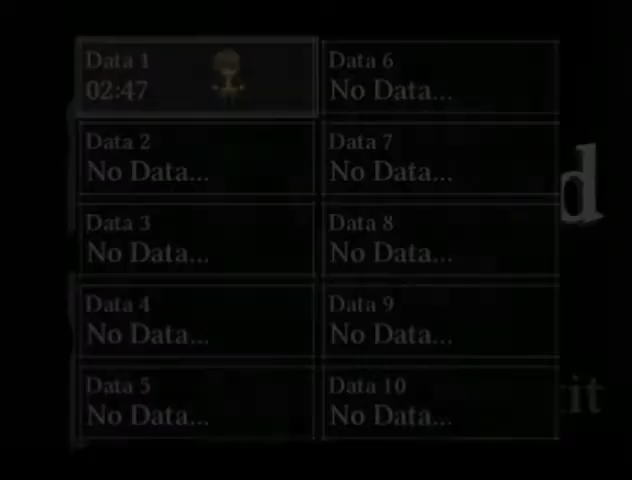 Data 1
02:47
Data 2
No Data...
Data 3
No Data...
Data 4
No Data...
Data 5
No Data...
Data 6
No Data...
Data 7
No Data...
Data 8
No Data...
Data 9
No Data...
Data 10
No Data...
d
it